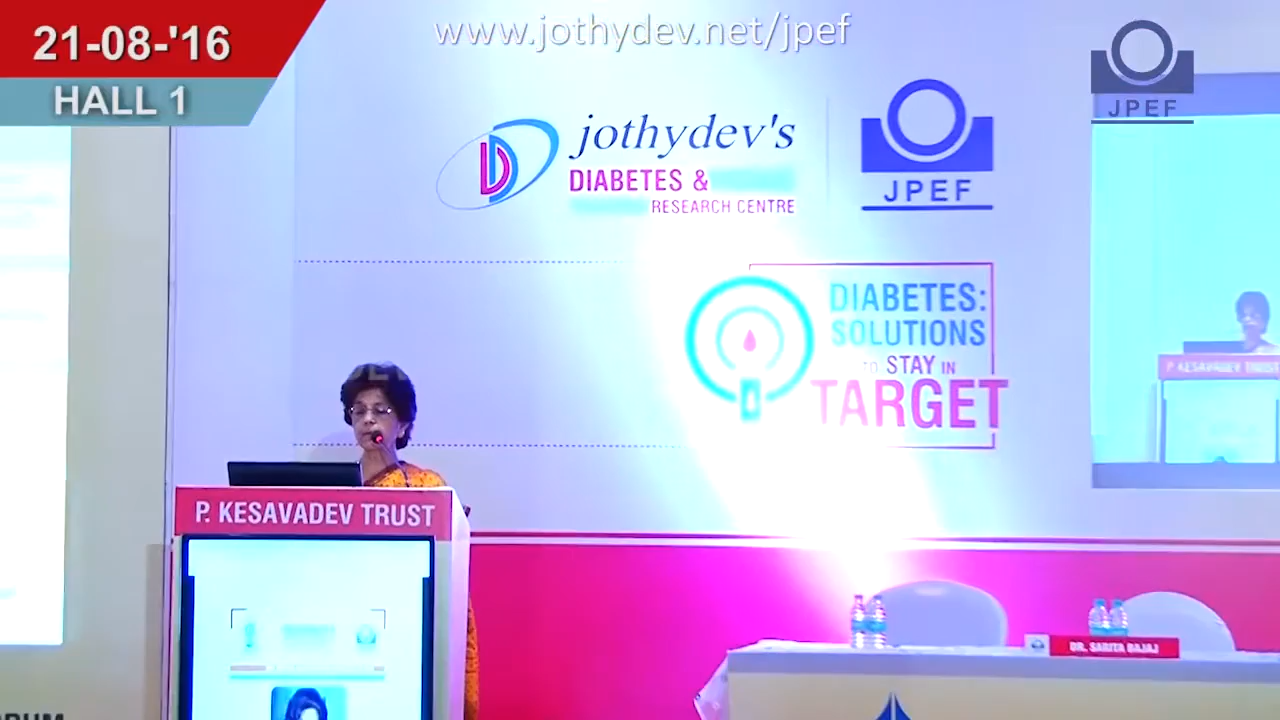 21-08-'16
HALL 1
www.jothydev.net/jpef
JPEF
jothydev's
DIABETES &
RESEARCH CENTRE
JPEF
DIABETES:
SOLUTIONS
TO STAY IN
TARGET
P. KESAVADEV TRUST
P. KESAVADEV TRUST
DR. SARITA BAJAJ